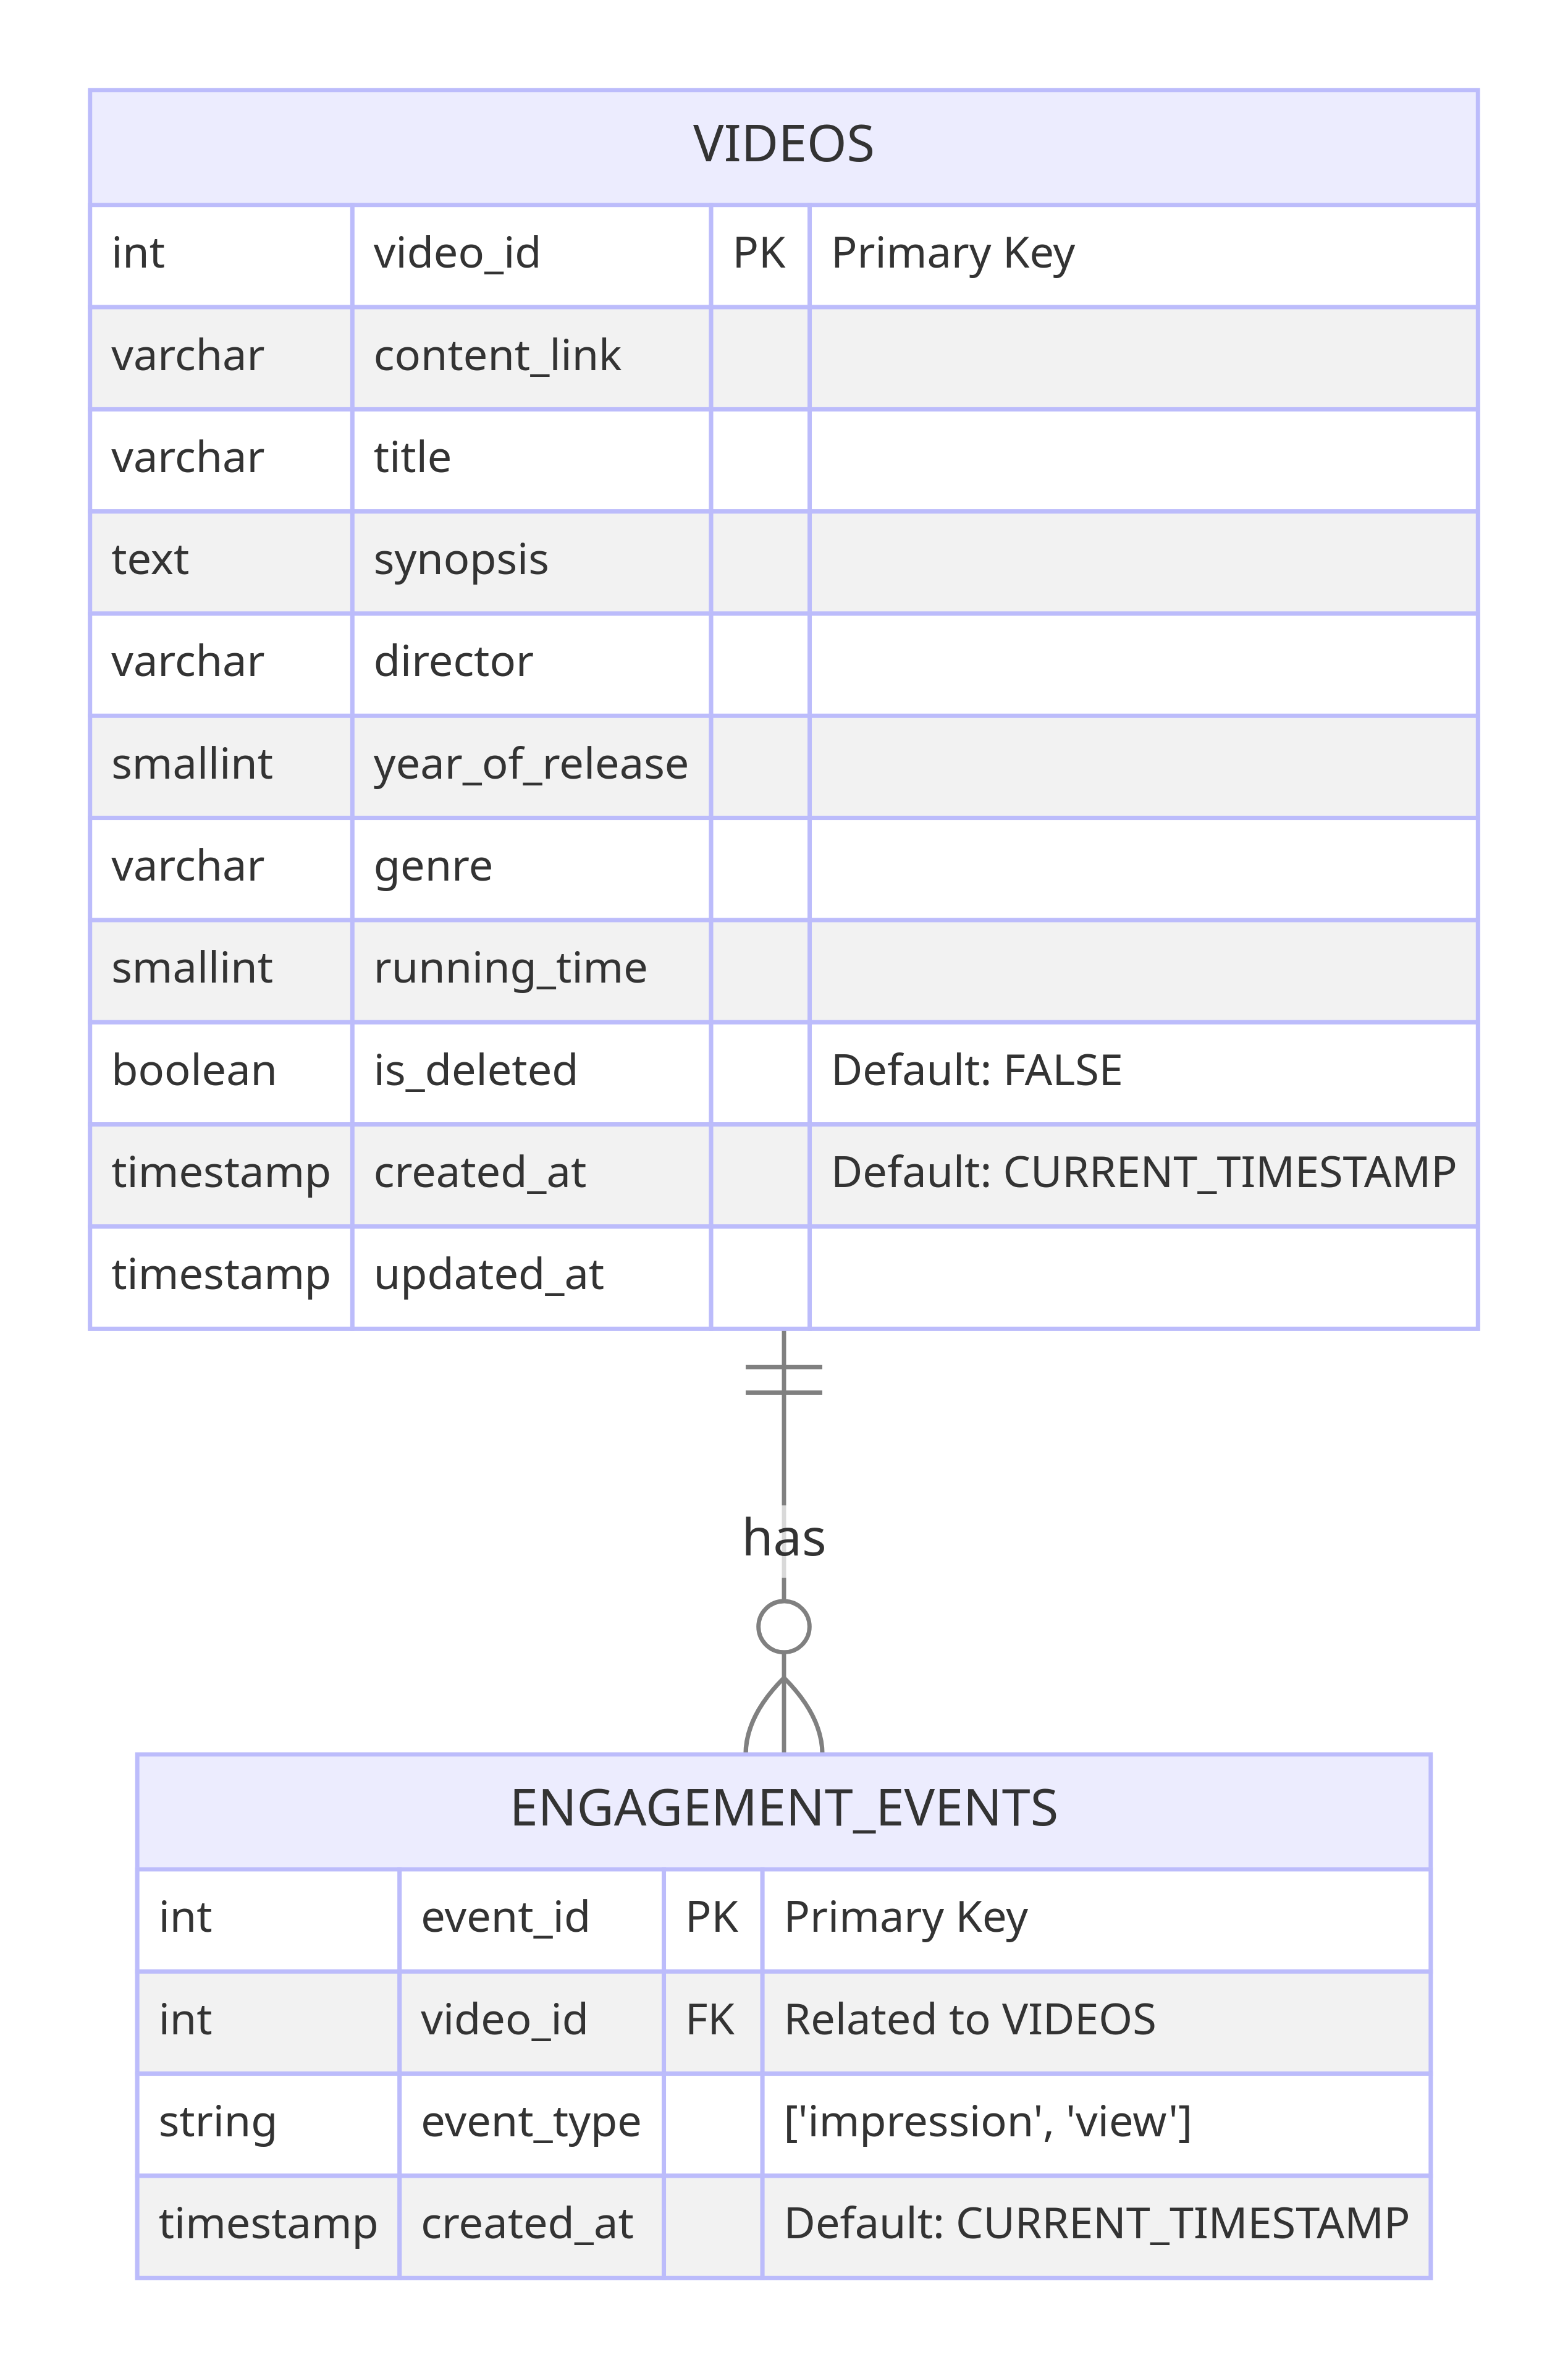 VIDEOS
int video_id PK Primary Key
varchar content_link
varchar title
text synopsis
varchar director
smallint year_of_release
varchar genre
smallint running_time
boolean is_deleted Default: FALSE
timestamp created_at Default: CURRENT_TIMESTAMP
timestamp updated_at
has
ENGAGEMENT_EVENTS
int event_id PK Primary Key
int video_id FK Related to VIDEOS
string event_type ['impression', 'view']
timestamp created_at Default: CURRENT_TIMESTAMP